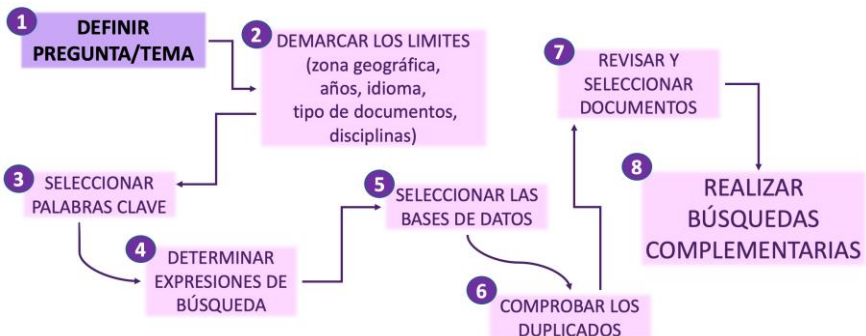 1
DEFINIR
PREGUNTA/TEMA
2
DEMARCAR LOS LIMITES
(zona geográfica,
años, idioma,
tipo de documentos,
disciplinas)
3
SELECCIONAR
PALABRAS CLAVE
4
DETERMINAR
EXPRESIONES DE
BÚSQUEDA
5
SELECCIONAR LAS
BASES DE DATOS
6
COMPROBAR LOS
DUPLICADOS
7
REVISAR Y
SELECCIONAR
DOCUMENTOS
8
REALIZAR
BÚSQUEDAS
COMPLEMENTARIAS